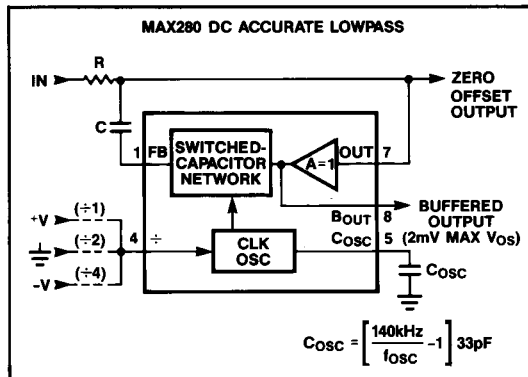 MAX280 DC ACCURATE LOWPASS
IN
R
ZERO
OFFSET
OUTPUT
C
1 FB
SWITCHED-
CAPACITOR
NETWORK
A=1
OUT 7
BUFFERED
OUTPUT
(2mV MAX VOS)
BOUT 8
+V (÷1)
(÷2)
-V (÷4)
4 ÷
CLK
OSC
COSC 5
COSC
COSC = [140kHz/fOSC -1] 33pF